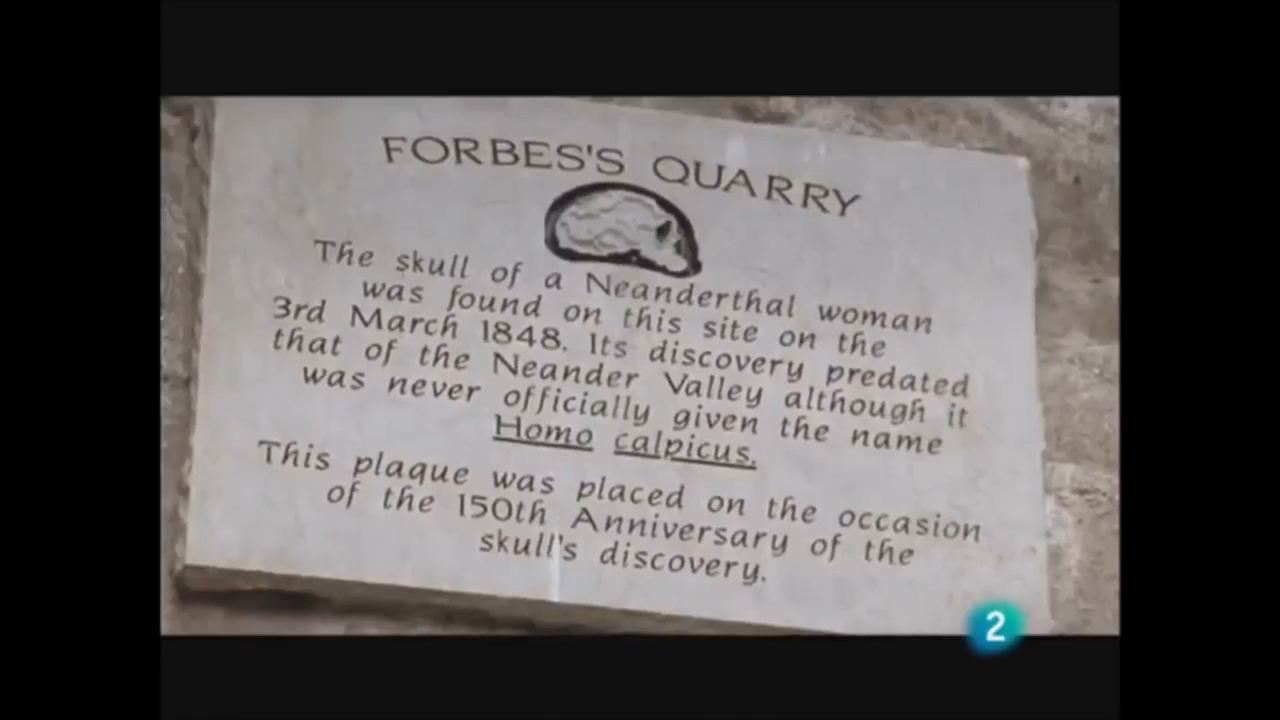 FORBES'S QUARRY
The skull of a Neanderthal woman
was found on this site on the
3rd March 1848. Its discovery predated
that of the Neander Valley although it
was never officially given the name
Homo calpicus.
This plaque was placed on the occasion
of the 150th Anniversary of the
skull's discovery.
2